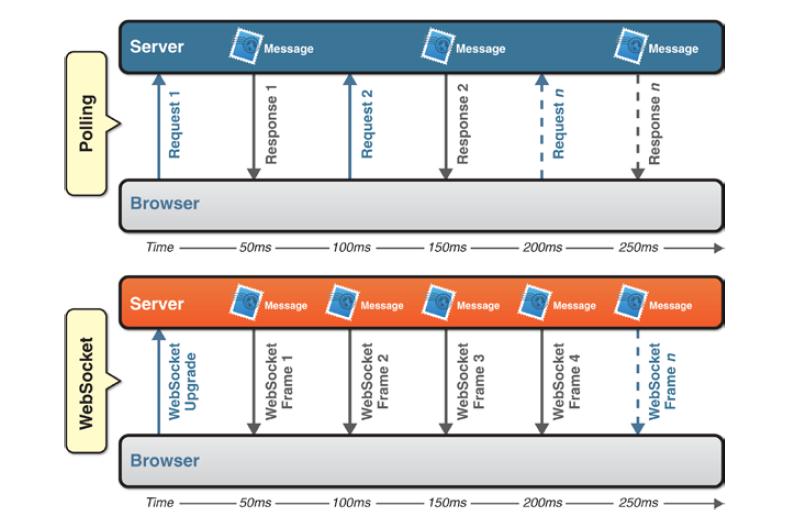 Server
Message
Message
Message
Polling
Request 1
Response 1
Request 2
Response 2
Request n
Response n
Browser
Time 50ms 100ms 150ms 200ms 250ms
Server
Message
Message
Message
Message
Message
WebSocket
WebSocket
Upgrade
WebSocket
Frame 1
WebSocket
Frame 2
WebSocket
Frame 3
WebSocket
Frame 4
WebSocket
Frame n
Browser
Time 50ms 100ms 150ms 200ms 250ms